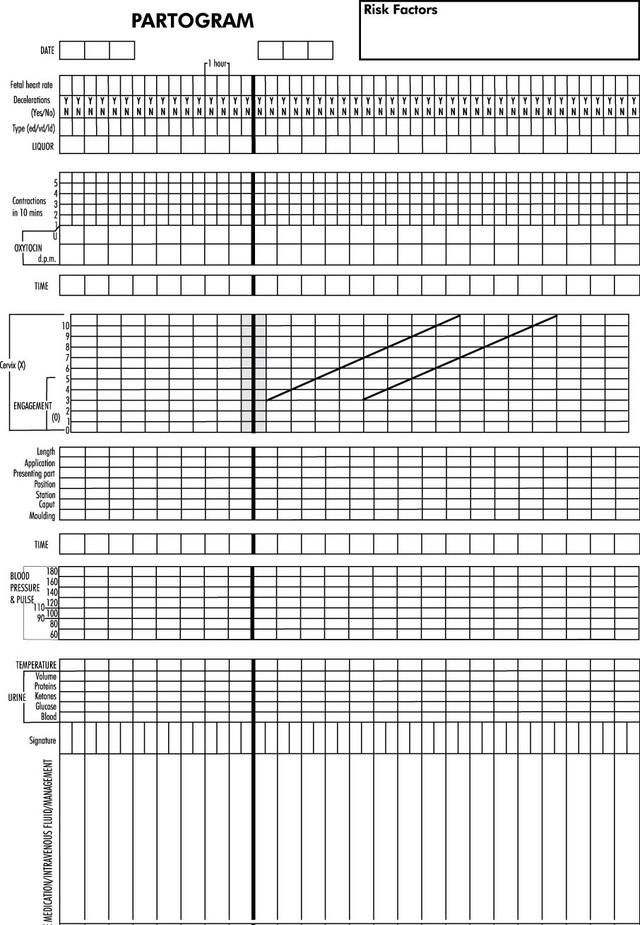 PARTOGRAM
Risk Factors
DATE
1 hour
Fetal heart rate
Decelerations Y Y Y Y Y Y Y Y Y Y Y Y Y Y Y Y Y Y Y Y Y Y Y Y Y Y Y Y Y Y Y Y Y Y Y Y Y Y Y Y Y Y Y Y Y Y Y Y
(Yes/No) N N N N N N N N N N N N N N N N N N N N N N N N N N N N N N N N N N N N N N N N N N N N N N N N
Type (ed/vd/ld)
LIQUOR
5
4
Contractions 3
in 10 mins 2
1
U
OXYTOCIN
d.p.m.
TIME
10
9
8
7
Cervix (X) 6
5
4
3
ENGAGEMENT 2
(O) 1
0
Length
Application
Presenting part
Position
Station
Caput
Moulding
TIME
180
BLOOD 160
PRESSURE 140
& PULSE 120
110
100
90
80
60
TEMPERATURE
Volume
Proteins
URINE Ketones
Glucose
Blood
Signature
MEDICATION/INTRAVENOUS FLUID/MANAGEMENT